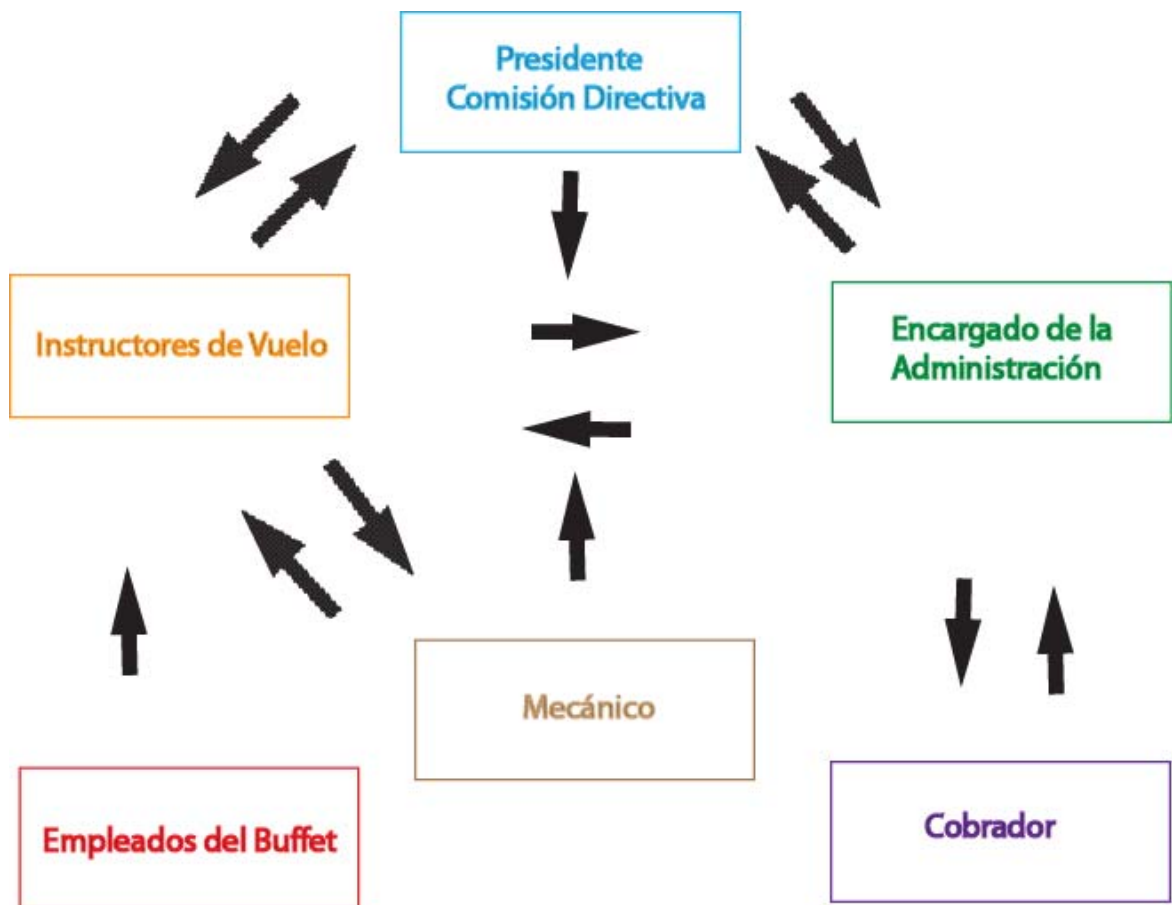 Presidente
Comisión Directiva
Instructores de Vuelo
Encargado de la
Administración
Mecánico
Empleados del Buffet
Cobrador